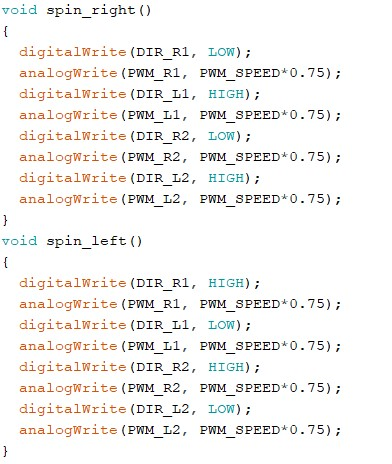 void spin_right()
{
  digitalWrite(DIR_R1, LOW);
  analogWrite(PWM_R1, PWM_SPEED*0.75);
  digitalWrite(DIR_L1, HIGH);
  analogWrite(PWM_L1, PWM_SPEED*0.75);
  digitalWrite(DIR_R2, LOW);
  analogWrite(PWM_R2, PWM_SPEED*0.75);
  digitalWrite(DIR_L2, HIGH);
  analogWrite(PWM_L2, PWM_SPEED*0.75);
}
void spin_left()
{
  digitalWrite(DIR_R1, HIGH);
  analogWrite(PWM_R1, PWM_SPEED*0.75);
  digitalWrite(DIR_L1, LOW);
  analogWrite(PWM_L1, PWM_SPEED*0.75);
  digitalWrite(DIR_R2, HIGH);
  analogWrite(PWM_R2, PWM_SPEED*0.75);
  digitalWrite(DIR_L2, LOW);
  analogWrite(PWM_L2, PWM_SPEED*0.75);
}